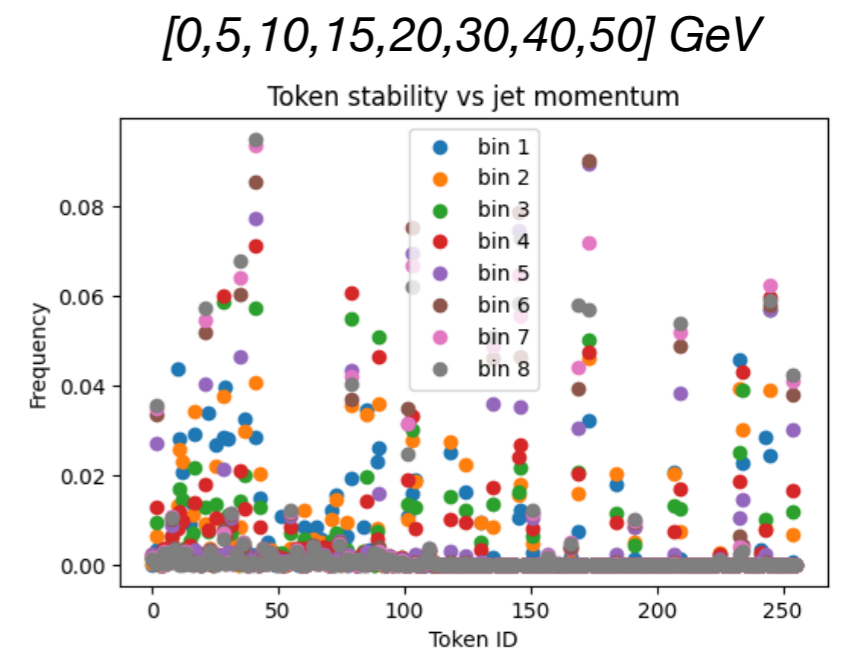 [0,5,10,15,20,30,40,50] GeV
Token stability vs jet momentum
bin 1
bin 2
bin 3
bin 4
bin 5
bin 6
bin 7
bin 8
Frequency
0.08
0.06
0.04
0.02
0.00
0 50 100 150 200 250
Token ID